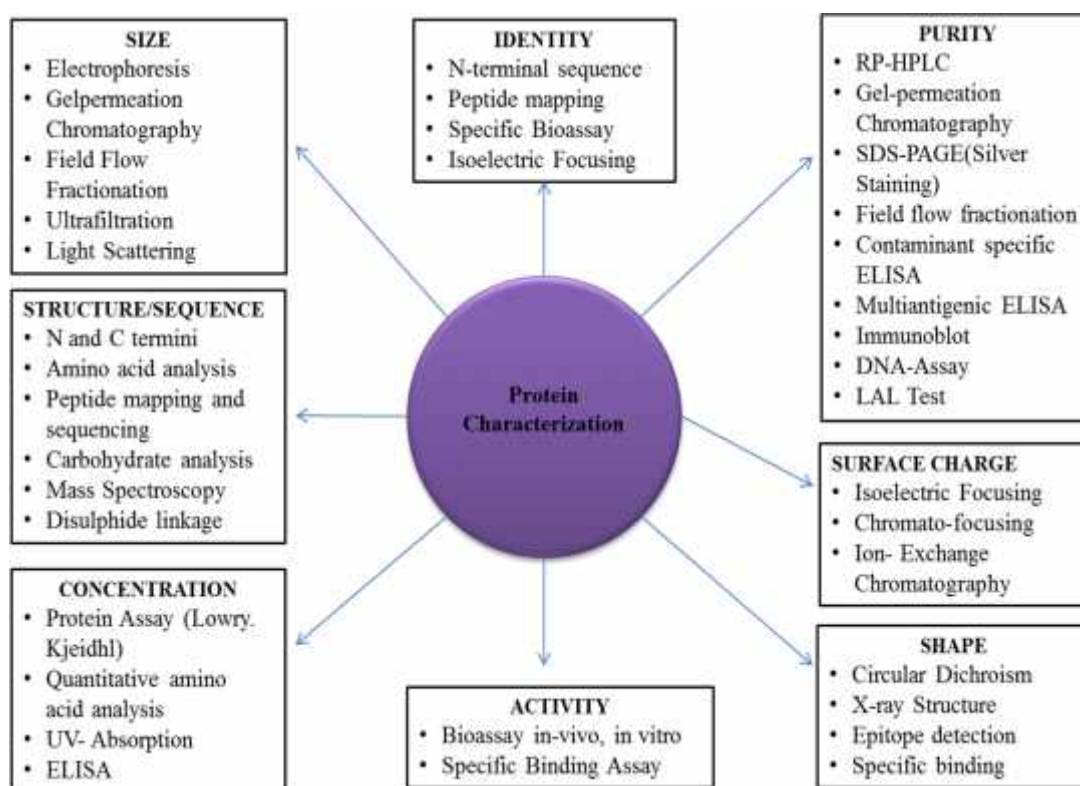 SIZE
• Electrophoresis
• Gelpermeation
Chromatography
• Field Flow
Fractionation
• Ultrafiltration
• Light Scattering
IDENTITY
• N-terminal sequence
• Peptide mapping
• Specific Bioassay
• Isoelectric Focusing
PURITY
• RP-HPLC
• Gel-permeation
Chromatography
• SDS-PAGE(Silver
Staining)
• Field flow fractionation
• Contaminant specific
ELISA
• Multiantigenic ELISA
• Immunoblot
• DNA-Assay
• LAL Test
STRUCTURE/SEQUENCE
• N and C termini
• Amino acid analysis
• Peptide mapping and
sequencing
• Carbohydrate analysis
• Mass Spectroscopy
• Disulphide linkage
Protein
Characterization
SURFACE CHARGE
• Isoelectric Focusing
• Chromato-focusing
• Ion- Exchange
Chromatography
CONCENTRATION
• Protein Assay (Lowry.
Kjeidhl)
• Quantitative amino
acid analysis
• UV- Absorption
• ELISA
ACTIVITY
• Bioassay in-vivo, in vitro
• Specific Binding Assay
SHAPE
• Circular Dichroism
• X-ray Structure
• Epitope detection
• Specific binding